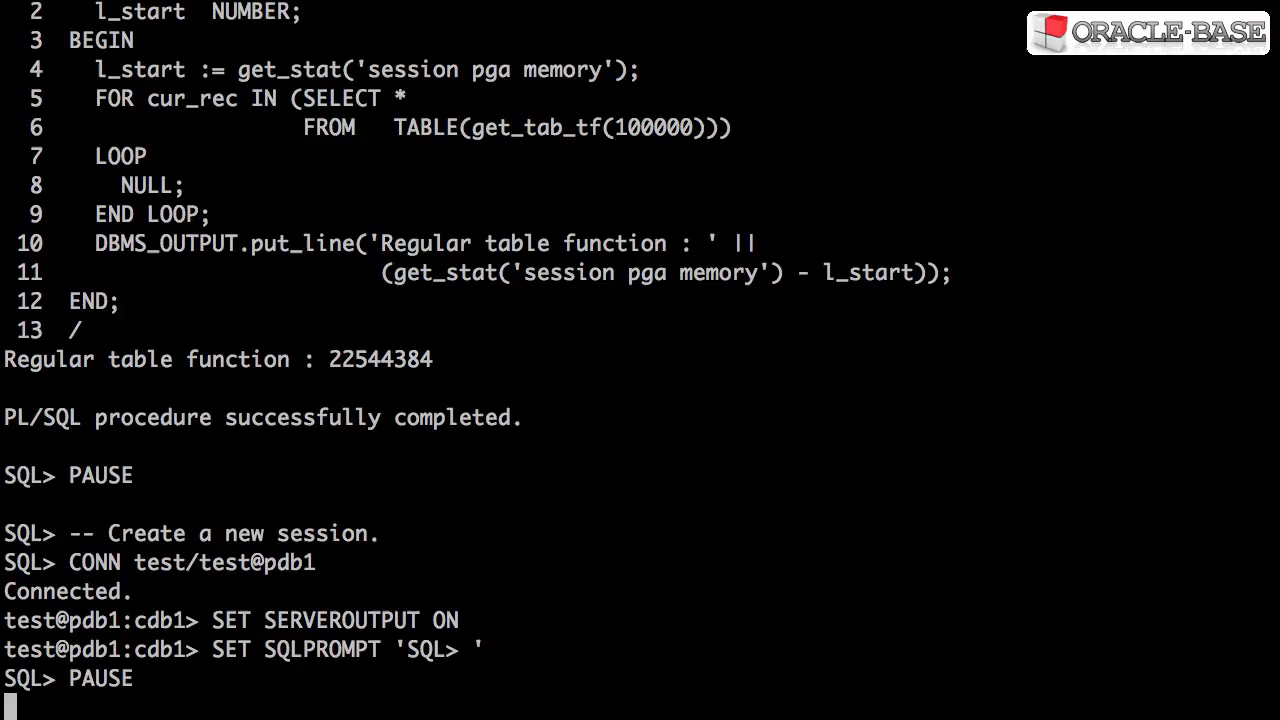 2    l_start  NUMBER;
3  BEGIN
4    l_start := get_stat('session pga memory');
5    FOR cur_rec IN (SELECT *
6                    FROM   TABLE(get_tab_tf(100000)))
7    LOOP
8      NULL;
9    END LOOP;
10    DBMS_OUTPUT.put_line('Regular table function : ' ||
11                          (get_stat('session pga memory') - l_start));
12  END;
13  /
Regular table function : 22544384
PL/SQL procedure successfully completed.
SQL> PAUSE
SQL> -- Create a new session.
SQL> CONN test/test@pdb1
Connected.
test@pdb1:cdb1> SET SERVEROUTPUT ON
test@pdb1:cdb1> SET SQLPROMPT 'SQL> '
SQL> PAUSE
ORACLE-BASE